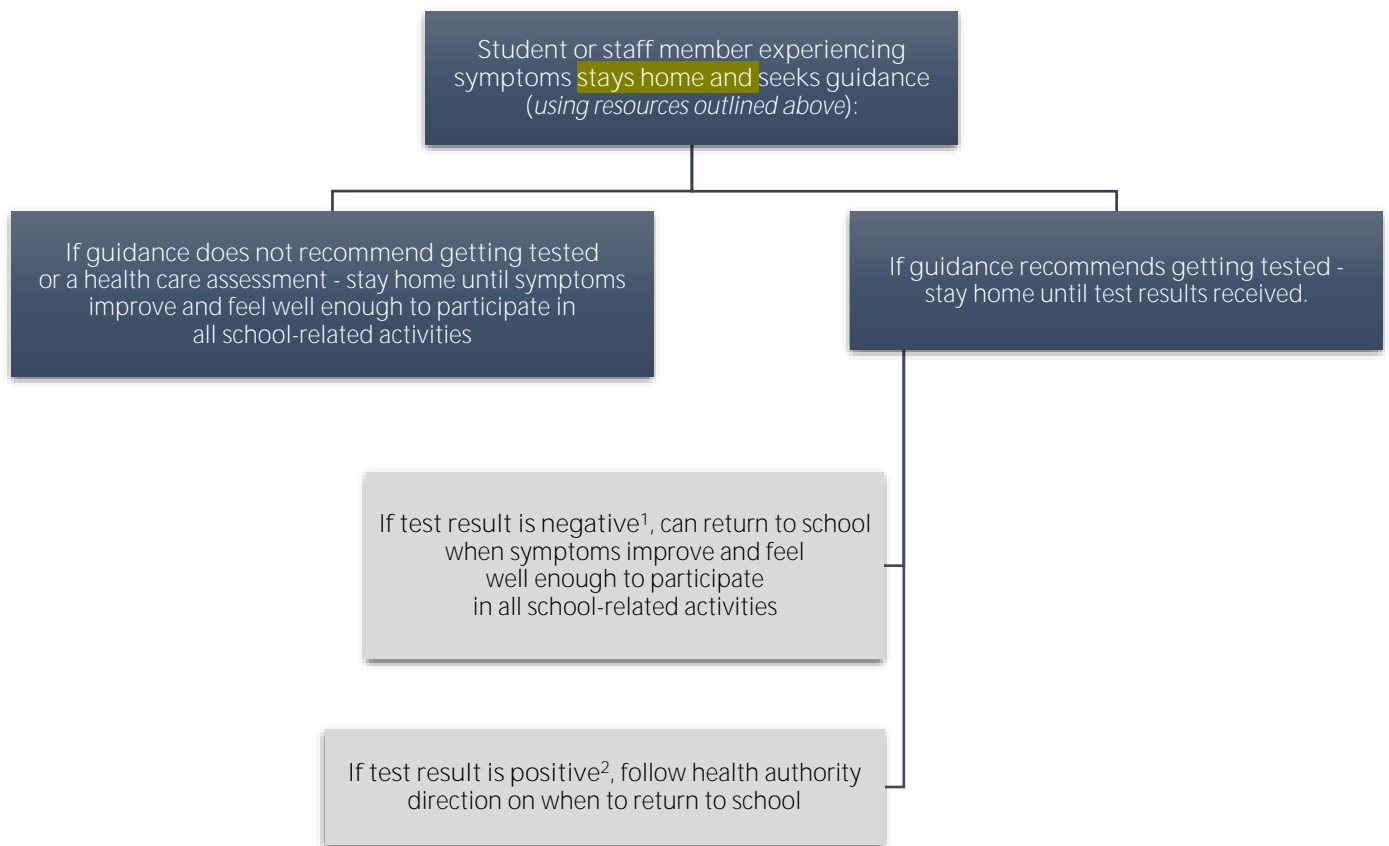 Student or staff member experiencing
symptoms stays home and seeks guidance
(using resources outlined above):
If guidance does not recommend getting tested
or a health care assessment - stay home until symptoms
improve and feel well enough to participate in
all school-related activities
If guidance recommends getting tested -
stay home until test results received.
If test result is negative¹, can return to school
when symptoms improve and feel
well enough to participate
in all school-related activities
If test result is positive², follow health authority
direction on when to return to school